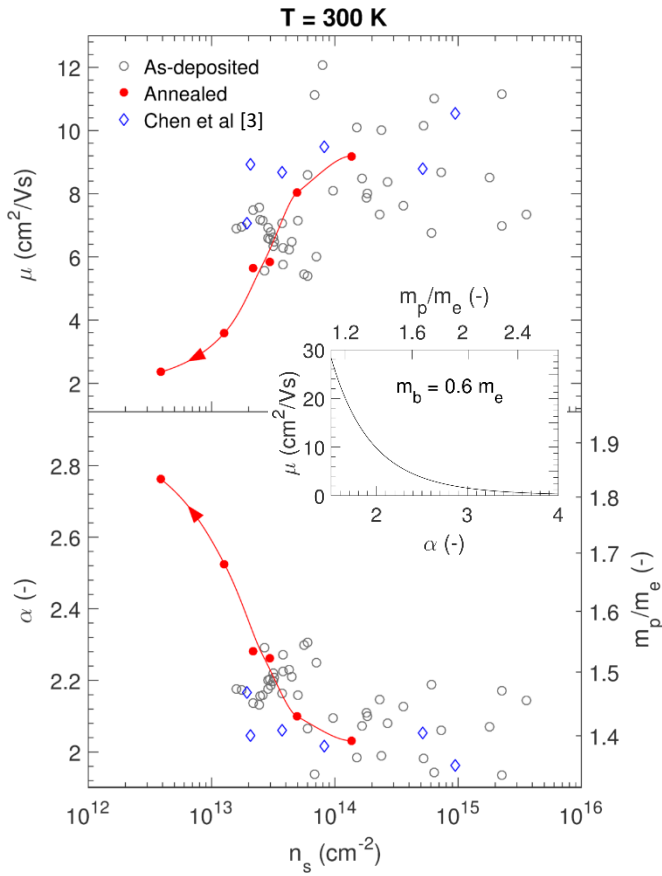 T = 300 K
12
10
8
6
4
2
μ (cm²/Vs)
As-deposited
Annealed
Chen et al [3]
m_p/m_e (-)
1.2
1.6
2
2.4
30
20
10
0
μ (cm²/Vs)
m_b = 0.6 m_e
2
3
4
α (-)
2.8
2.6
2.4
2.2
2
α (-)
1.9
1.8
1.7
1.6
1.5
1.4
m_p/m_e (-)
10¹²
10¹³
10¹⁴
10¹⁵
10¹⁶
n_s (cm⁻²)